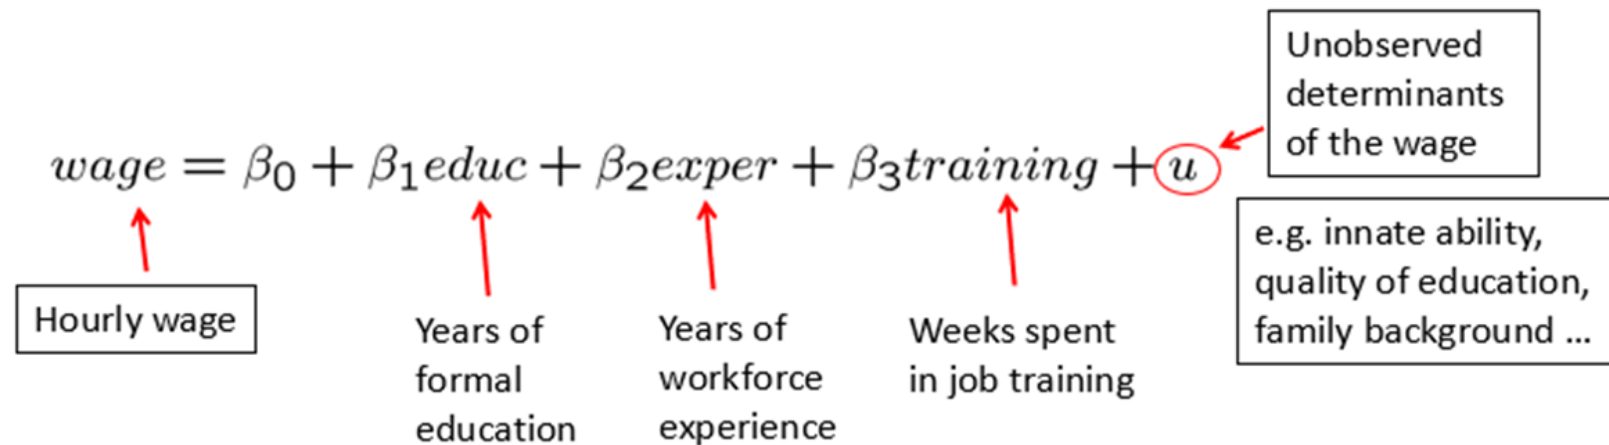 Unobserved
determinants
of the wage
wage = β₀ + β₁educ + β₂exper + β₃training + u
e.g. innate ability,
quality of education,
family background ...
Hourly wage
Years of
formal
education
Years of
workforce
experience
Weeks spent
in job training